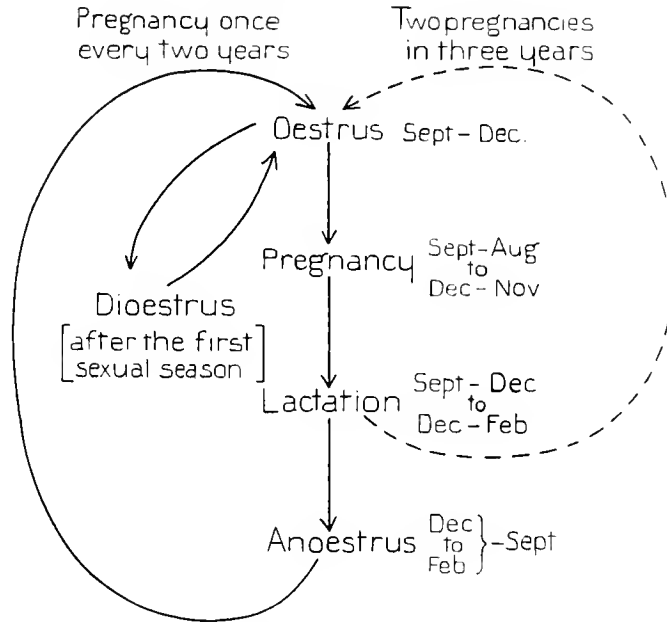 Pregnancy once
every two years
Two pregnancies
in three years
Oestrus Sept-Dec.
Pregnancy Sept-Aug
to
Dec-Nov
Dioestrus
[after the first
sexual season]
Lactation Sept-Dec
to
Dec-Feb
Anoestrus Dec
to
Feb }-Sept